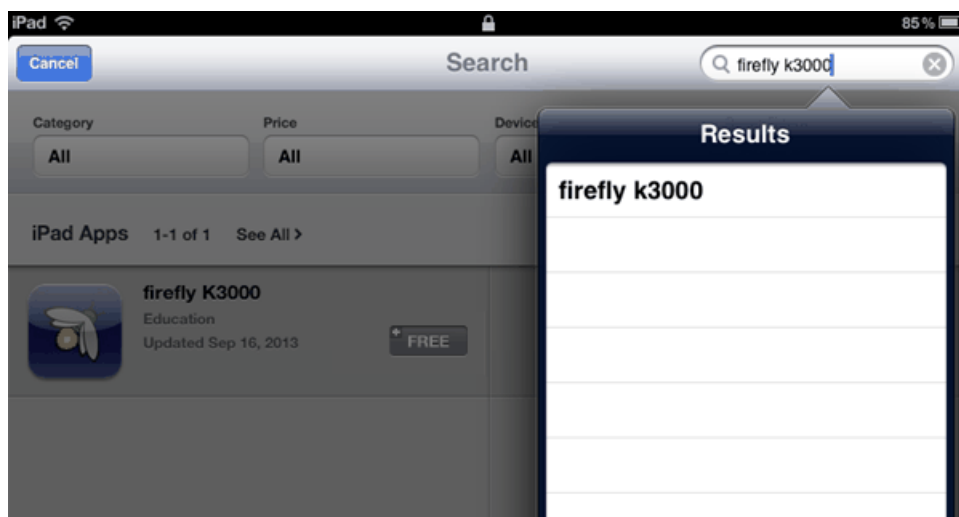 iPad 85%
Cancel Search firefly k3000
Category Price Device
All All All
Results
firefly k3000
iPad Apps 1-1 of 1 See All >
firefly K3000
Education
Updated Sep 16, 2013 FREE